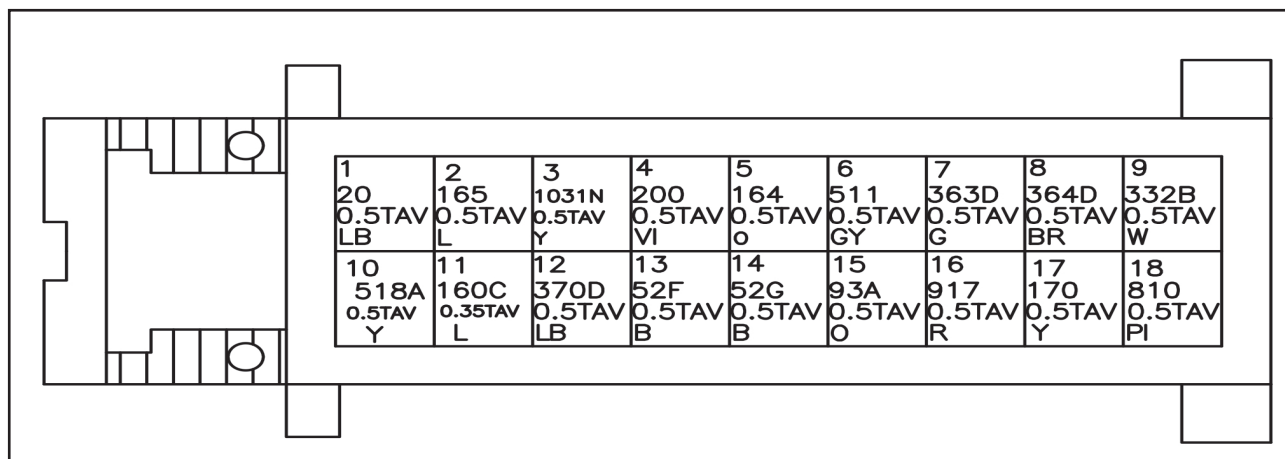 1
20
0.5TAV
LB
2
165
0.5TAV
L
3
1031N
0.5TAV
Y
4
200
0.5TAV
VI
5
164
0.5TAV
o
6
511
0.5TAV
GY
7
363D
0.5TAV
G
8
364D
0.5TAV
BR
9
332B
0.5TAV
W
10
518A
0.5TAV
Y
11
160C
0.35TAV
L
12
370D
0.5TAV
LB
13
52F
0.5TAV
B
14
52G
0.5TAV
B
15
93A
0.5TAV
O
16
917
0.5TAV
R
17
170
0.5TAV
Y
18
810
0.5TAV
PI